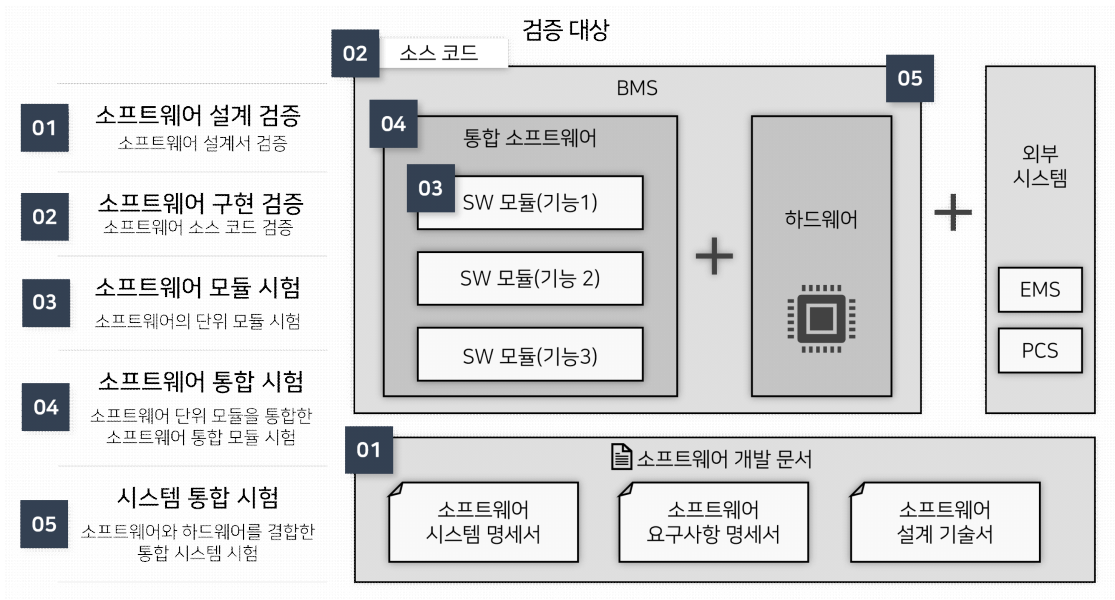 검증 대상
01
소프트웨어 설계 검증
소프트웨어 설계서 검증
02
소프트웨어 구현 검증
소프트웨어 소스 코드 검증
03
소프트웨어 모듈 시험
소프트웨어의 단위 모듈 시험
04
소프트웨어 통합 시험
소프트웨어 단위 모듈을 통합한
소프트웨어 통합 모듈 시험
05
시스템 통합 시험
소프트웨어와 하드웨어를 결합한
통합 시스템 시험
02
소스 코드
BMS
05
04
통합 소프트웨어
03
SW 모듈(기능1)
SW 모듈(기능 2)
SW 모듈(기능3)
+
하드웨어
+
외부
시스템
EMS
PCS
01
소프트웨어 개발 문서
소프트웨어
시스템 명세서
소프트웨어
요구사항 명세서
소프트웨어
설계 기술서